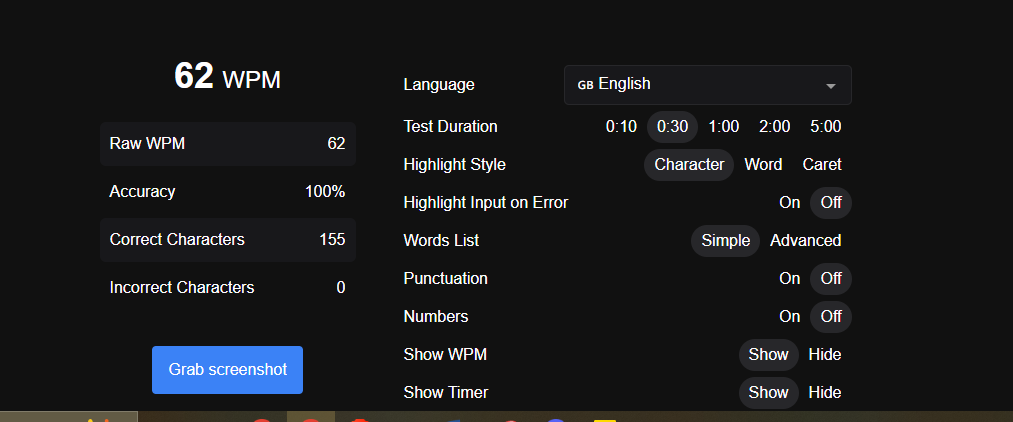 62 WPM
Raw WPM 62
Accuracy 100%
Correct Characters 155
Incorrect Characters 0
Grab screenshot
Language GB English
Test Duration 0:10 0:30 1:00 2:00 5:00
Highlight Style Character Word Caret
Highlight Input on Error On Off
Words List Simple Advanced
Punctuation On Off
Numbers On Off
Show WPM Show Hide
Show Timer Show Hide